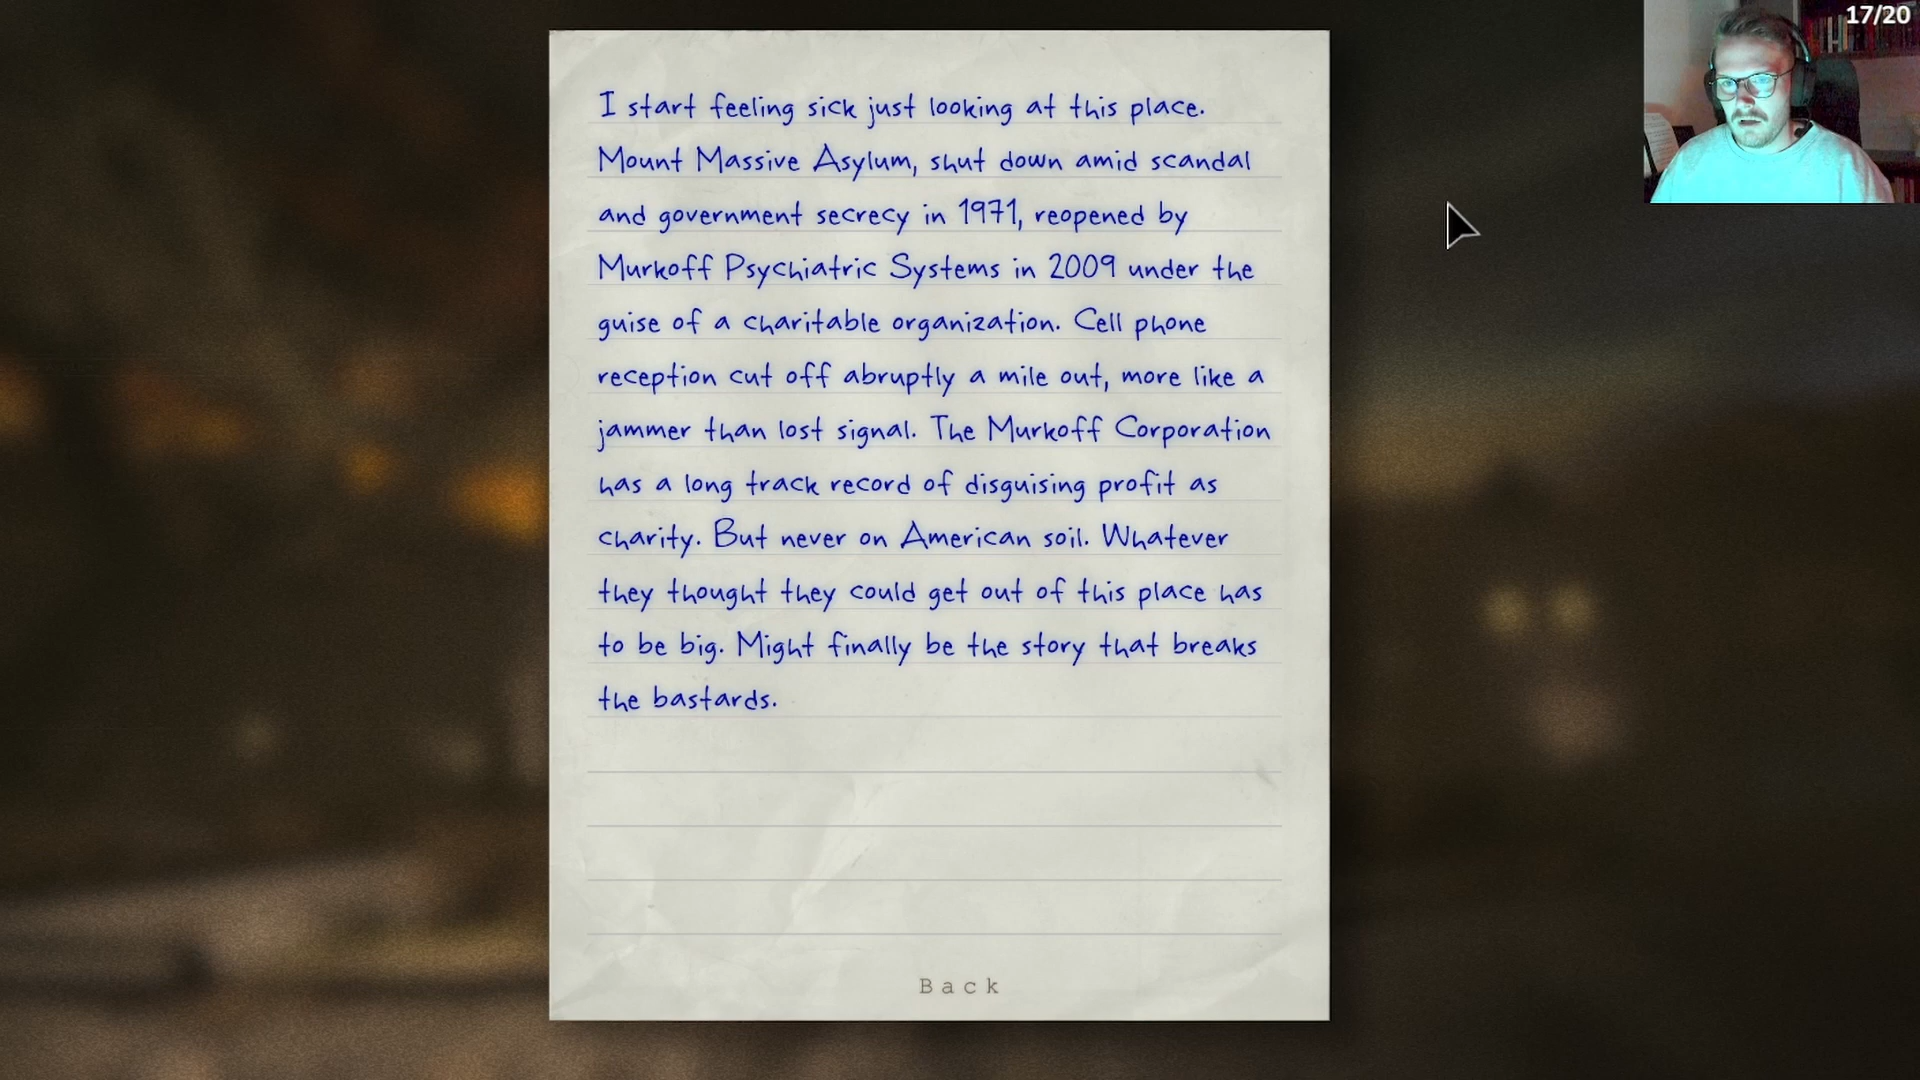 17/20
I start feeling sick just looking at this place.
Mount Massive Asylum, shut down amid scandal
and government secrecy in 1971, reopened by
Murkoff Psychiatric Systems in 2009 under the
guise of a charitable organization. Cell phone
reception cut off abruptly a mile out, more like a
jammer than lost signal. The Murkoff Corporation
has a long track record of disguising profit as
charity. But never on American soil. Whatever
they thought they could get out of this place has
to be big. Might finally be the story that breaks
the bastards.
Back